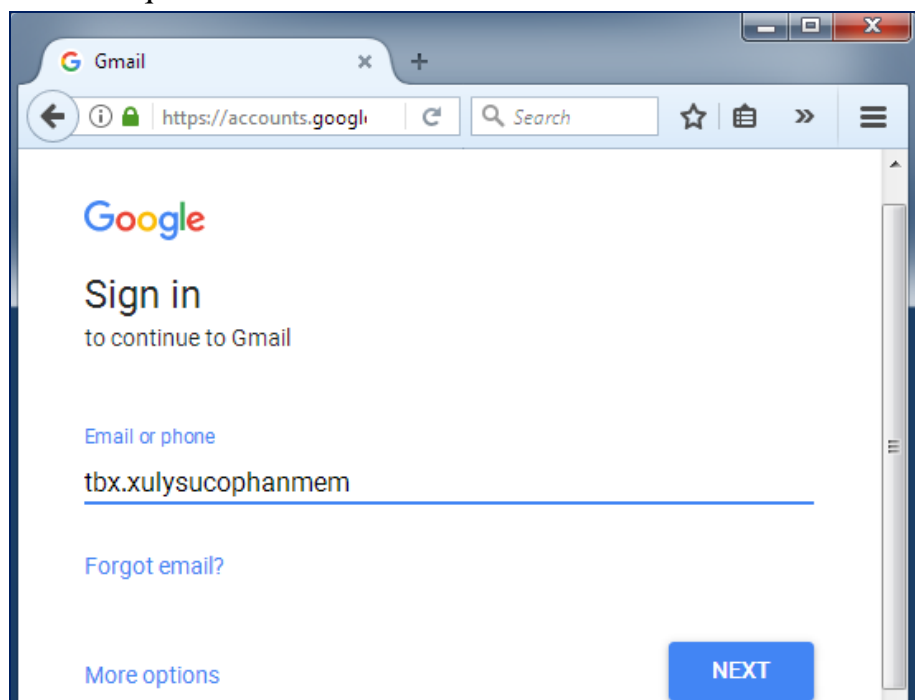 Gmail
https://accounts.googl
Search
Google
Sign in
to continue to Gmail
Email or phone
tbx.xulysucophanmem
Forgot email?
More options
NEXT